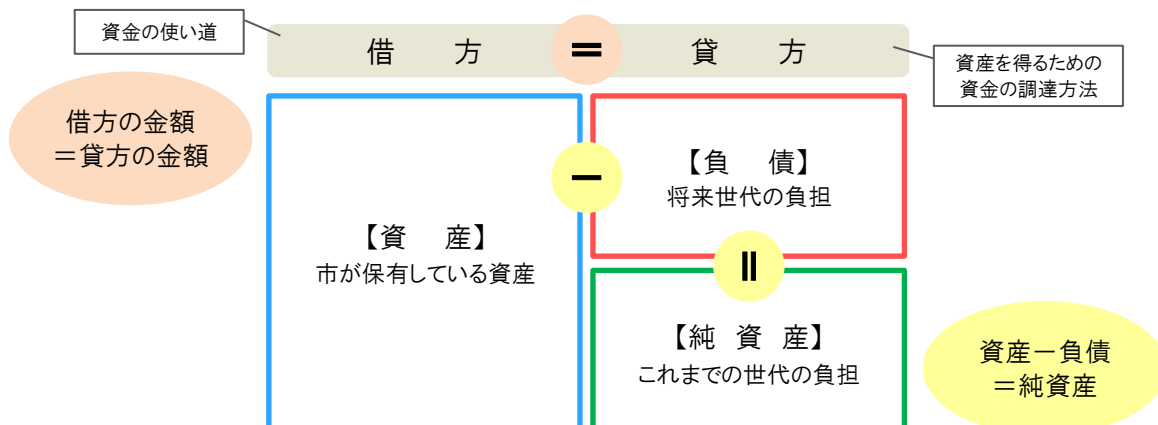 資金の使い道
借　方 ＝ 貸　方
資産を得るための
資金の調達方法
借方の金額
＝貸方の金額
【資　産】
市が保有している資産
－
【負　債】
将来世代の負担
＝
【純 資 産】
これまでの世代の負担
資産－負債
＝純資産